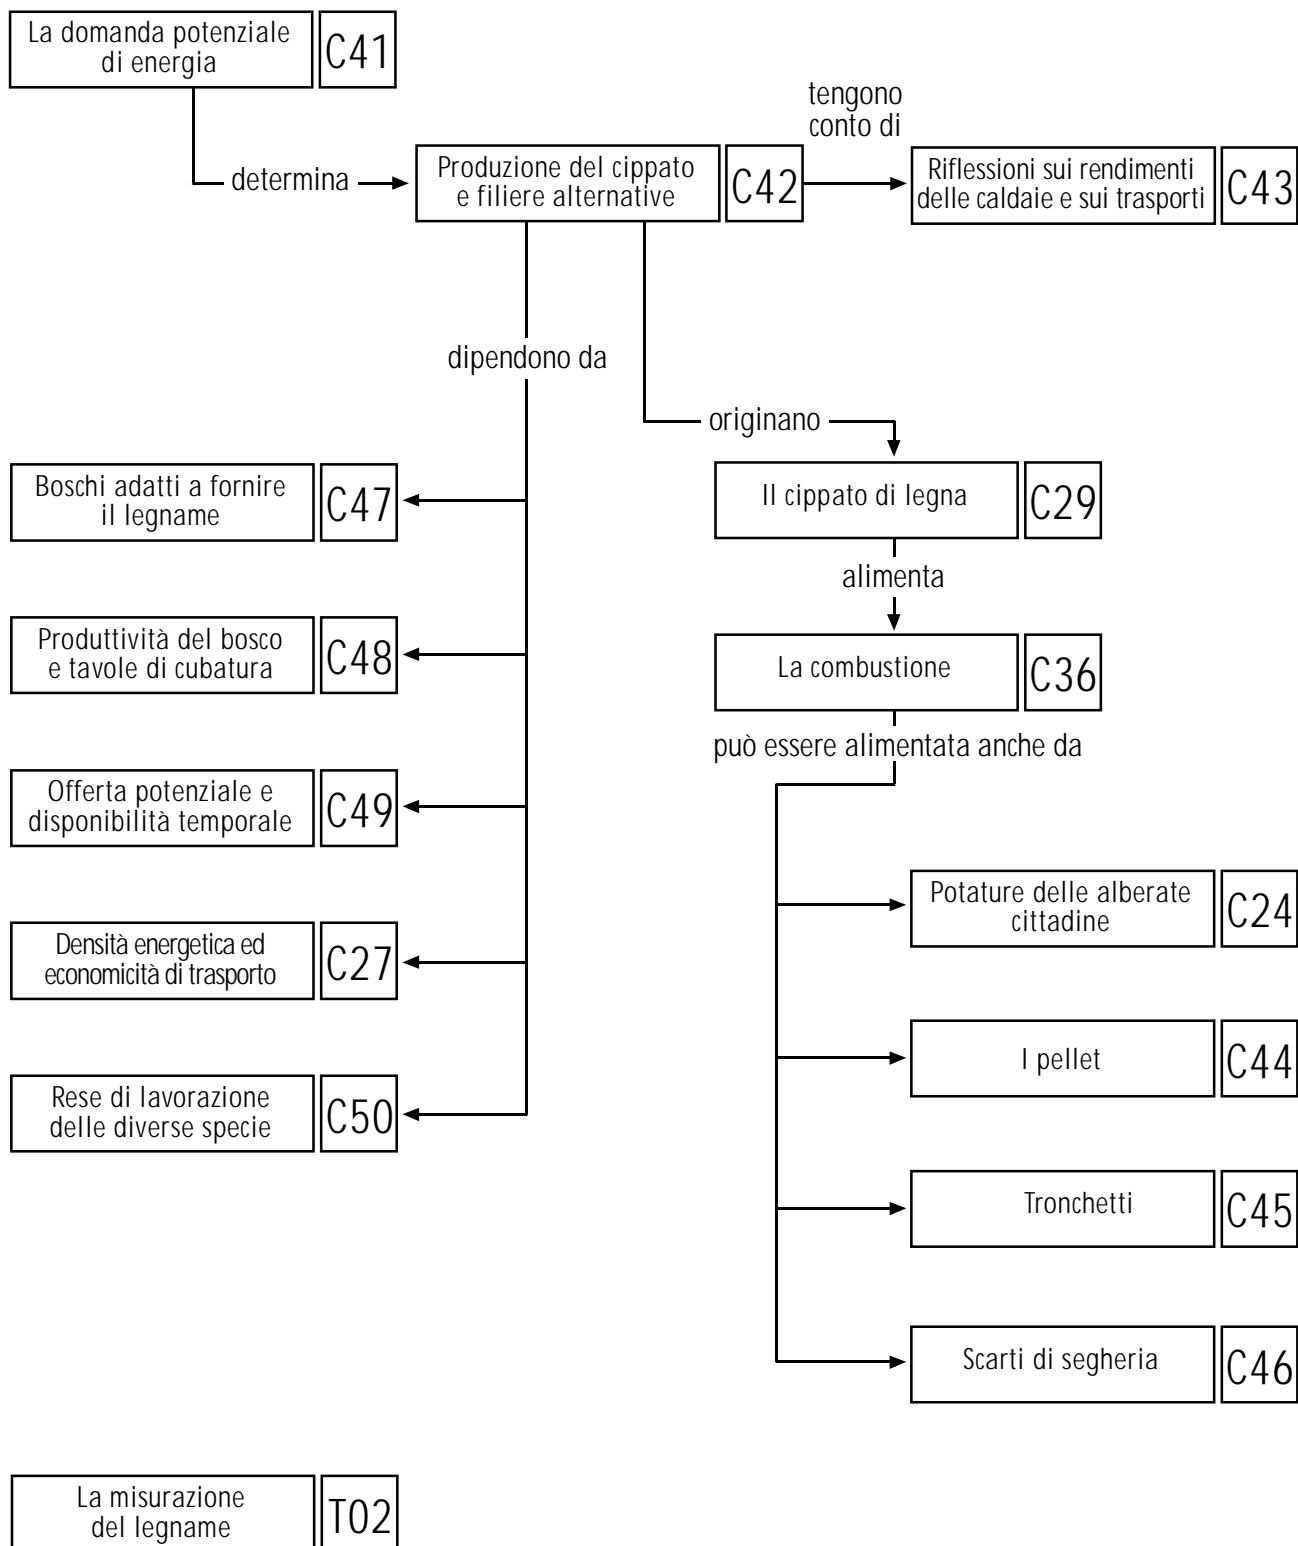 La domanda potenziale
di energia
C41
determina
Produzione del cippato
e filiere alternative
C42
tengono
conto di
Riflessioni sui rendimenti
delle caldaie e sui trasporti
C43
dipendono da
originano
Boschi adatti a fornire
il legname
C47
Produttività del bosco
e tavole di cubatura
C48
Offerta potenziale e
disponibilità temporale
C49
Densità energetica ed
economicità di trasporto
C27
Rese di lavorazione
delle diverse specie
C50
Il cippato di legna
C29
alimenta
La combustione
C36
può essere alimentata anche da
Potature delle alberate
cittadine
C24
I pellet
C44
Tronchetti
C45
Scarti di segheria
C46
La misurazione
del legname
T02